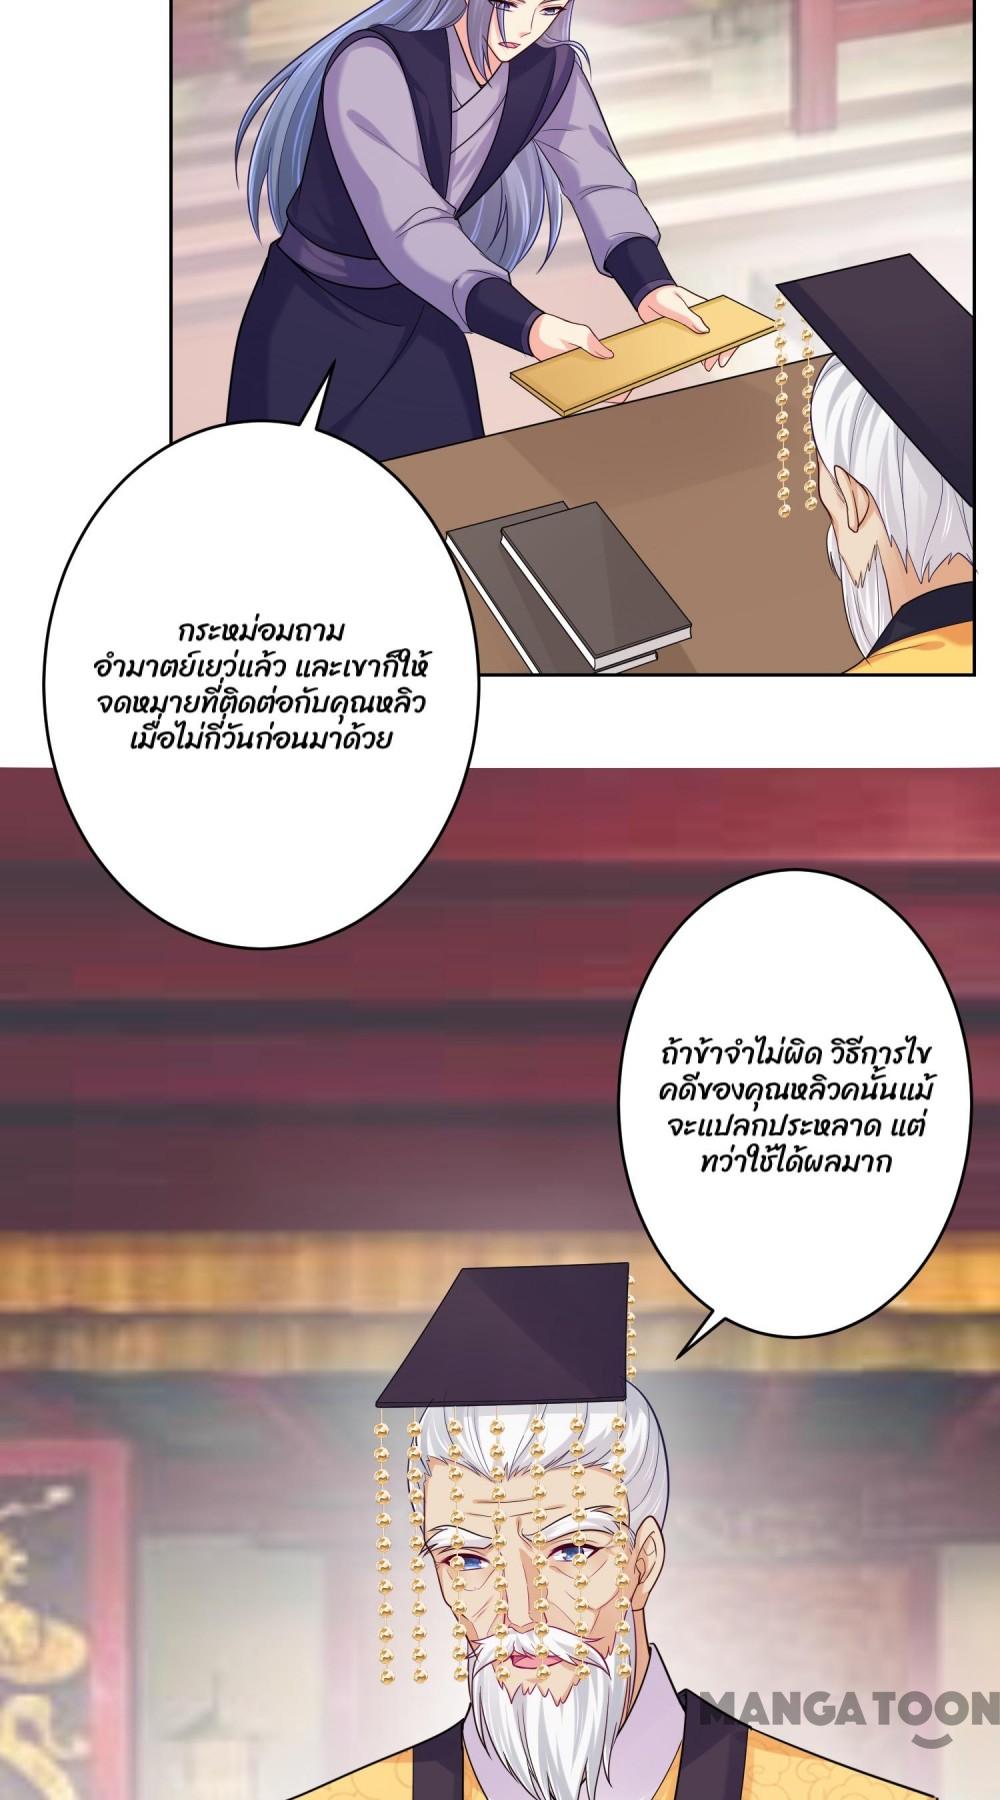 กระหม่อมถาม
อำมาตย์เยว่แล้ว และเขาก็ให้
จดหมายที่ติดต่อกับคุณหลิว
เมื่อไม่กี่วันก่อนมาด้วย
ถ้าข้าจำไม่ผิด วิธีการไข
คดีของคุณหลิวคนั้นแม้
จะแปลกประหลาด แต่
ทว่าใช้ได้ผลมาก
MANGATOON